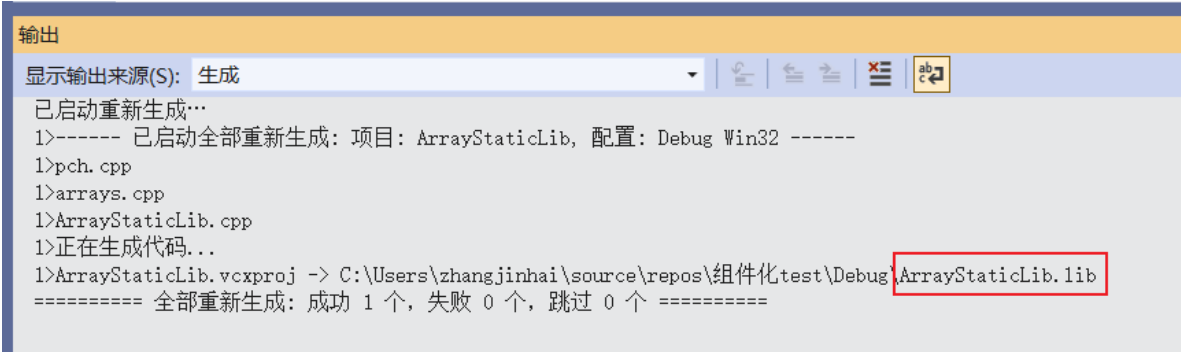 输出
显示输出来源(S): 生成
已启动重新生成…
1>------ 已启动全部重新生成: 项目: ArrayStaticLib, 配置: Debug Win32 ------
1>pch.cpp
1>arrays.cpp
1>ArrayStaticLib.cpp
1>正在生成代码...
1>ArrayStaticLib.vcxproj -> C:\Users\zhangjinhai\source\repos\组件化test\Debug\ArrayStaticLib.lib
========== 全部重新生成: 成功 1 个，失败 0 个，跳过 0 个 ==========